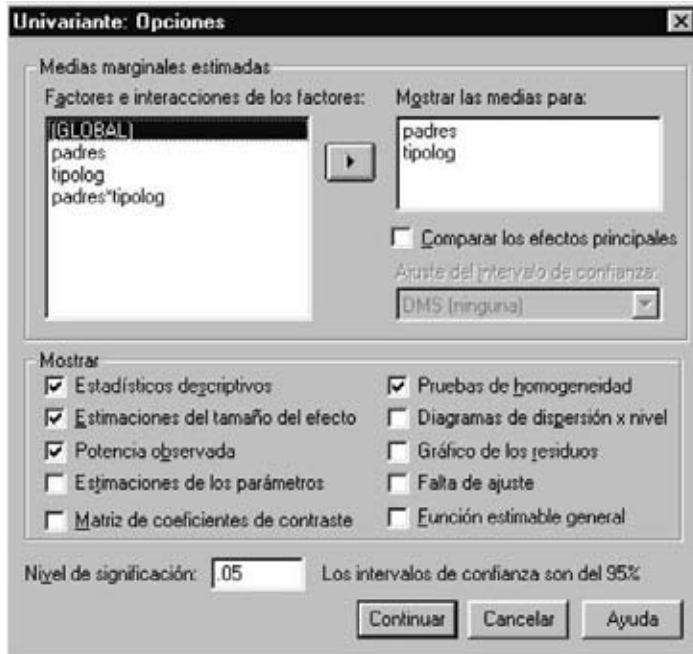 Univariante: Opciones
Medias marginales estimadas
Factores e interacciones de los factores:
(GLOBAL)
padres
tipolog
padres*tipolog
Mostrar las medias para:
padres
tipolog
Comparar los efectos principales
Ajuste del intervalo de confianza:
DMS (ninguna)
Mostrar
Estadísticos descriptivos
Estimaciones del tamaño del efecto
Potencia observada
Estimaciones de los parámetros
Matriz de coeficientes de contraste
Pruebas de homogeneidad
Diagramas de dispersión x nivel
Gráfico de los residuos
Falta de ajuste
Función estimable general
Nivel de significación: .05 Los intervalos de confianza son del 95%
Continuar Cancelar Ayuda